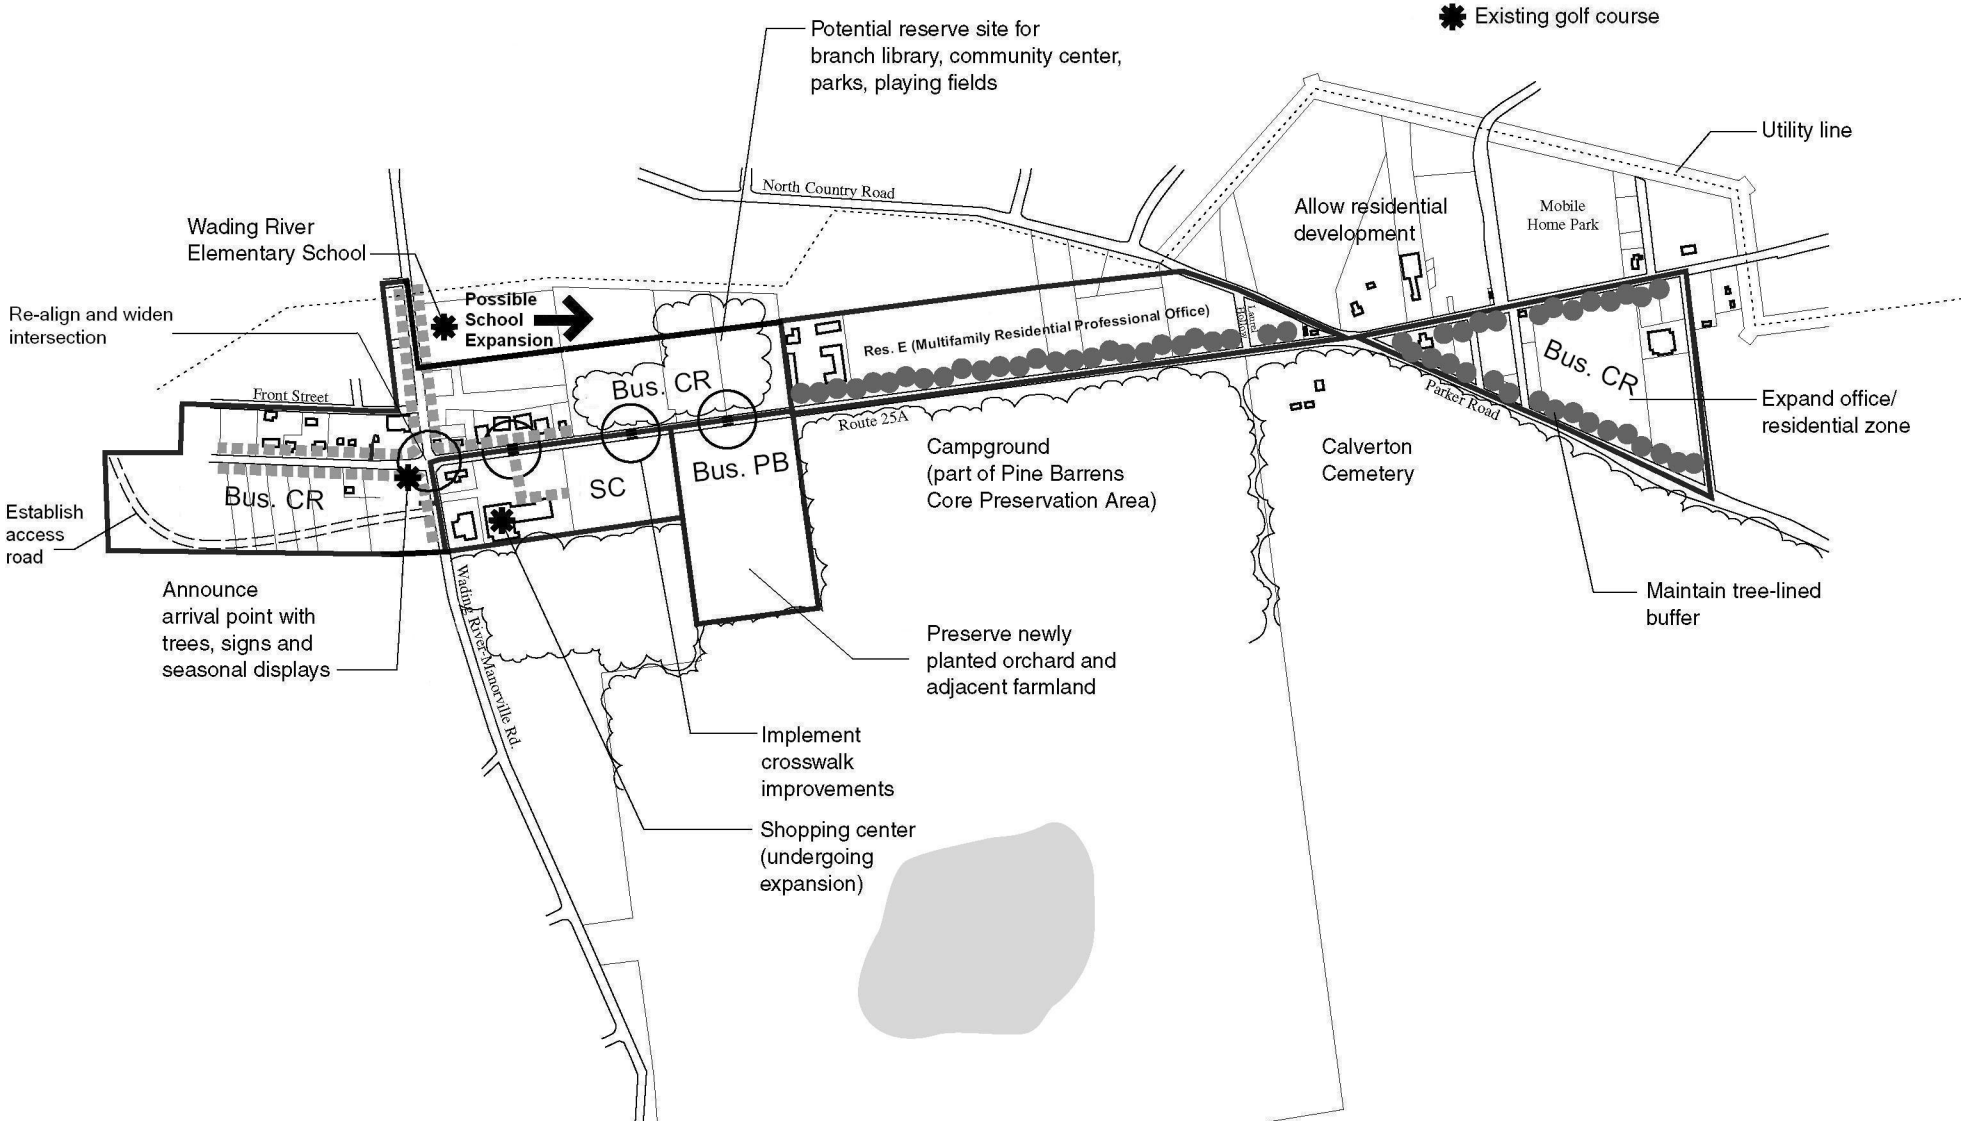 Existing golf course
Potential reserve site for
branch library, community center,
parks, playing fields
Utility line
North Country Road
Wading River
Elementary School
Allow residential
development
Mobile
Home Park
Possible
School
Expansion
Re-align and widen
intersection
Res. E (Multifamily Residential Professional Office)
Laurel
Hollow
Front Street
Bus. CR
Bus. CR
Parker Road
Expand office/
residential zone
Route 25A
Campground
(part of Pine Barrens
Core Preservation Area)
Calverton
Cemetery
Bus. PB
SC
Bus. CR
Establish
access
road
Announce
arrival point with
trees, signs and
seasonal displays
Wading River-Manorville Rd.
Maintain tree-lined
buffer
Preserve newly
planted orchard and
adjacent farmland
Implement
crosswalk
improvements
Shopping center
(undergoing
expansion)